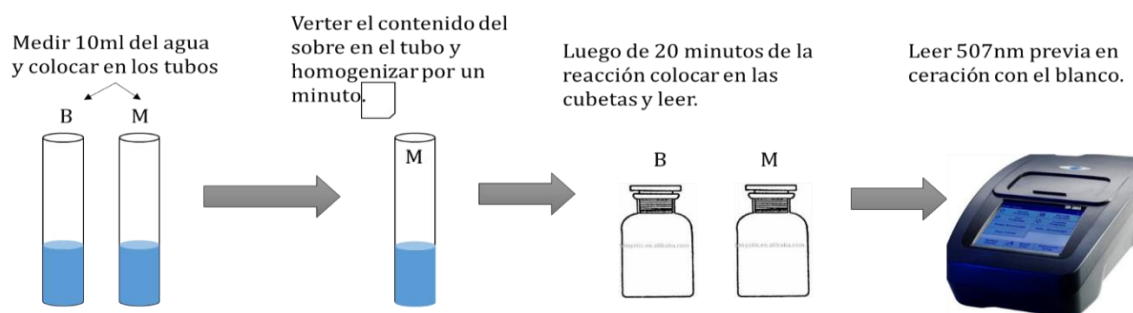 Medir 10ml del agua
y colocar en los tubos
B
M
Verter el contenido del
sobre en el tubo y
homogenizar por un
minuto.
M
Luego de 20 minutos de la
reacción colocar en las
cubetas y leer.
B
M
Leer 507nm previa en
ceración con el blanco.